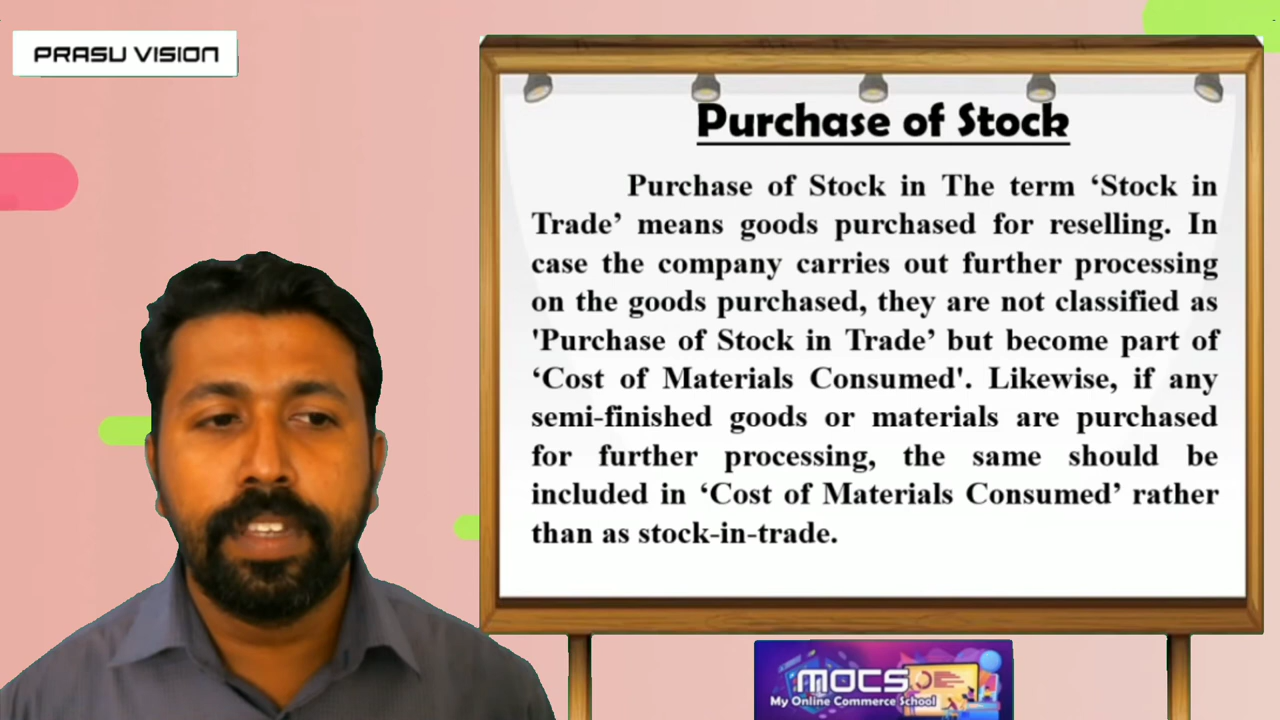 PRASU VISION
Purchase of Stock
Purchase of Stock in The term ‘Stock in
Trade’ means goods purchased for reselling. In
case the company carries out further processing
on the goods purchased, they are not classified as
'Purchase of Stock in Trade’ but become part of
‘Cost of Materials Consumed'. Likewise, if any
semi-finished goods or materials are purchased
for further processing, the same should be
included in ‘Cost of Materials Consumed’ rather
than as stock-in-trade.
MOCS
My Online Commerce School